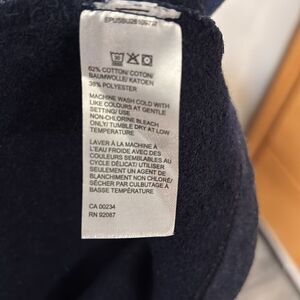 62% COTTON/ COTON/
BAUMWOLLE/ KATOEN
38% POLYESTER
MACHINE WASH COLD WITH
LIKE COLOURS AT GENTLE
SETTING/ USE
NON-CHLORINE BLEACH
ONLY/ TUMBLE DRY AT LOW
TEMPERATURE
LAVER À LA MACHINE À
L'EAU FROIDE AVEC DES
COULEURS SEMBLABLES AU
CYCLE DÉLICAT/ UTILISER
SEULEMENT UN AGENT DE
BLANCHIMENT NON CHLORÉ/
SÉCHER PAR CULBUTAGE À
BASSE TEMPÉRATURE
CA 00234
RN 92067